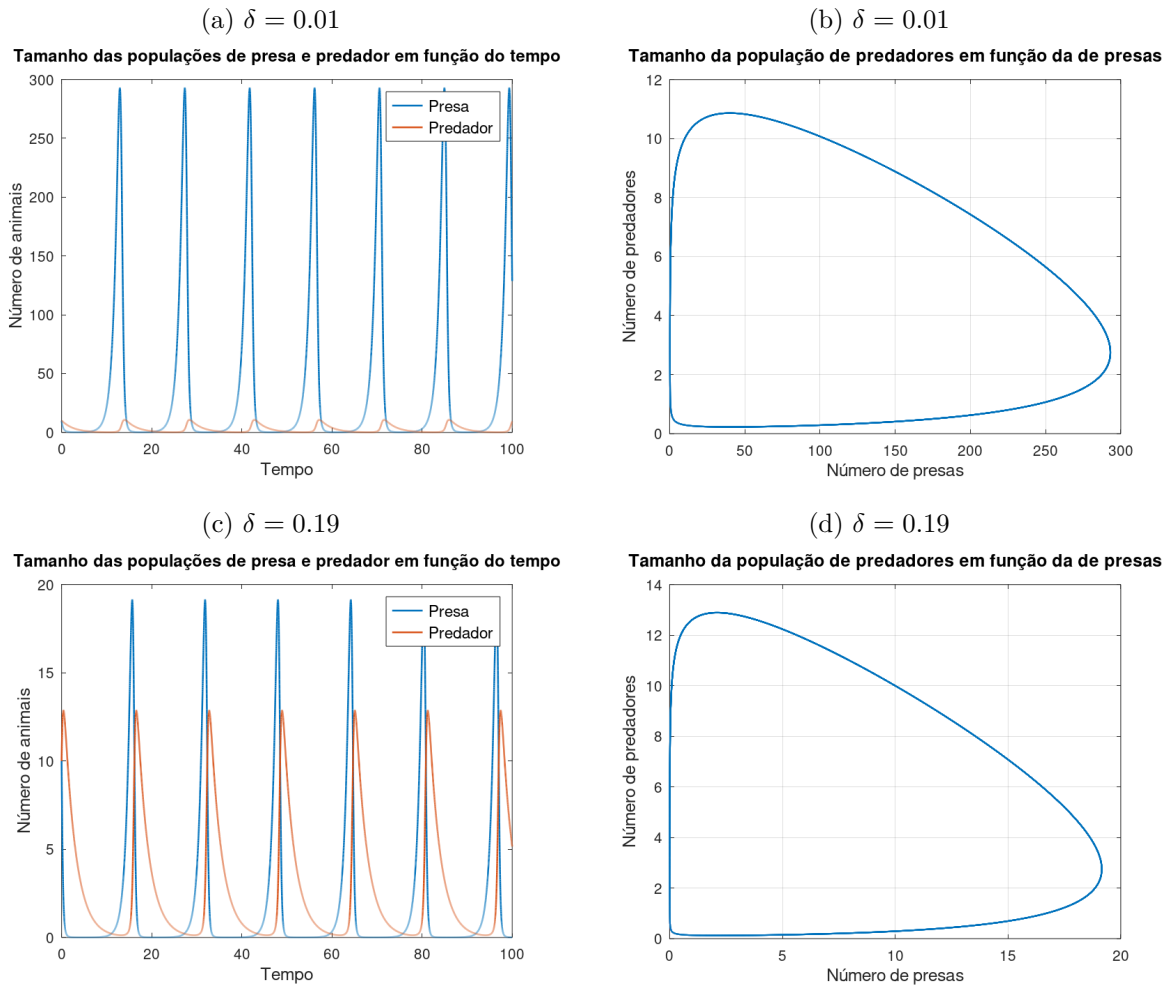 (a) δ = 0.01
Tamanho das populações de presa e predador em função do tempo
300
250
200
150
100
50
0
Número de animais
Presa
Predador
0 20 40 60 80 100
Tempo
(b) δ = 0.01
Tamanho da população de predadores em função da de presas
12
10
8
6
4
2
0
Número de predadores
0 50 100 150 200 250 300
Número de presas
(c) δ = 0.19
Tamanho das populações de presa e predador em função do tempo
20
15
10
5
0
Número de animais
Presa
Predador
0 20 40 60 80 100
Tempo
(d) δ = 0.19
Tamanho da população de predadores em função da de presas
14
12
10
8
6
4
2
0
Número de predadores
0 5 10 15 20
Número de presas